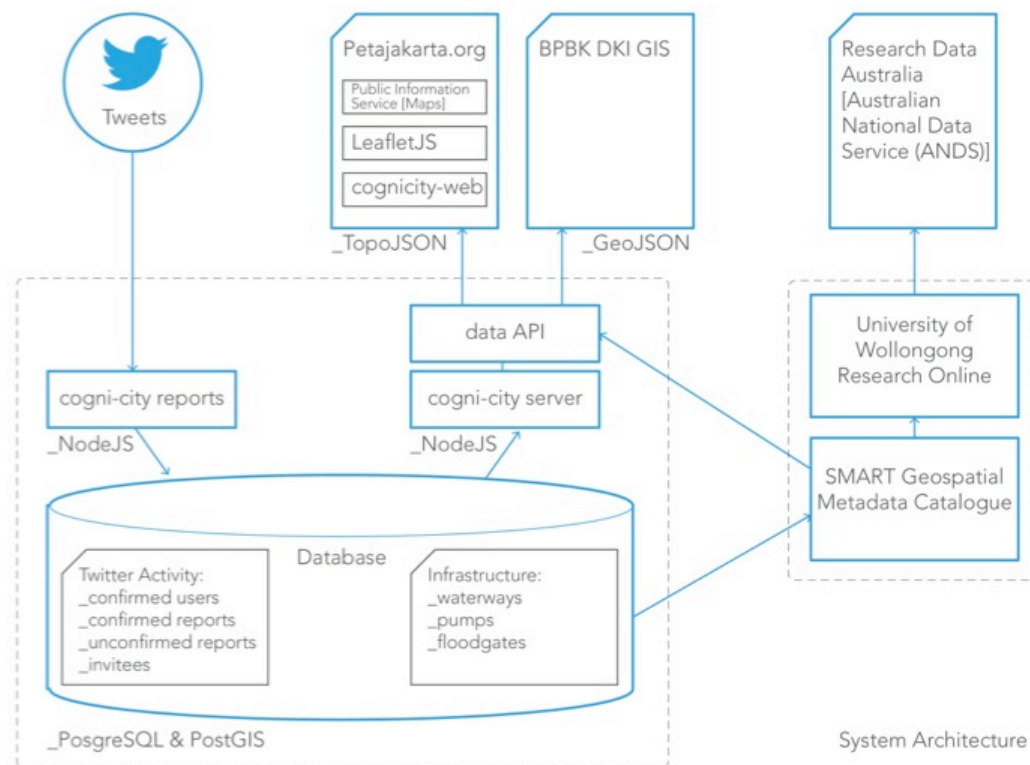 Tweets
Petajakarta.org
Public Information
Service [Maps]
LeafletJS
cognicity-web
_TopoJSON
BPBK DKI GIS
_GeoJSON
Research Data
Australia
[Australian
National Data
Service (ANDS)]
data API
University of
Wollongong
Research Online
cogni-city reports
_NodeJS
cogni-city server
_NodeJS
SMART Geospatial
Metadata Catalogue
Database
Twitter Activity:
_confirmed users
_confirmed reports
_unconfirmed reports
_invitees
Infrastructure:
_waterways
_pumps
_floodgates
_PosgreSQL & PostGIS
System Architecture